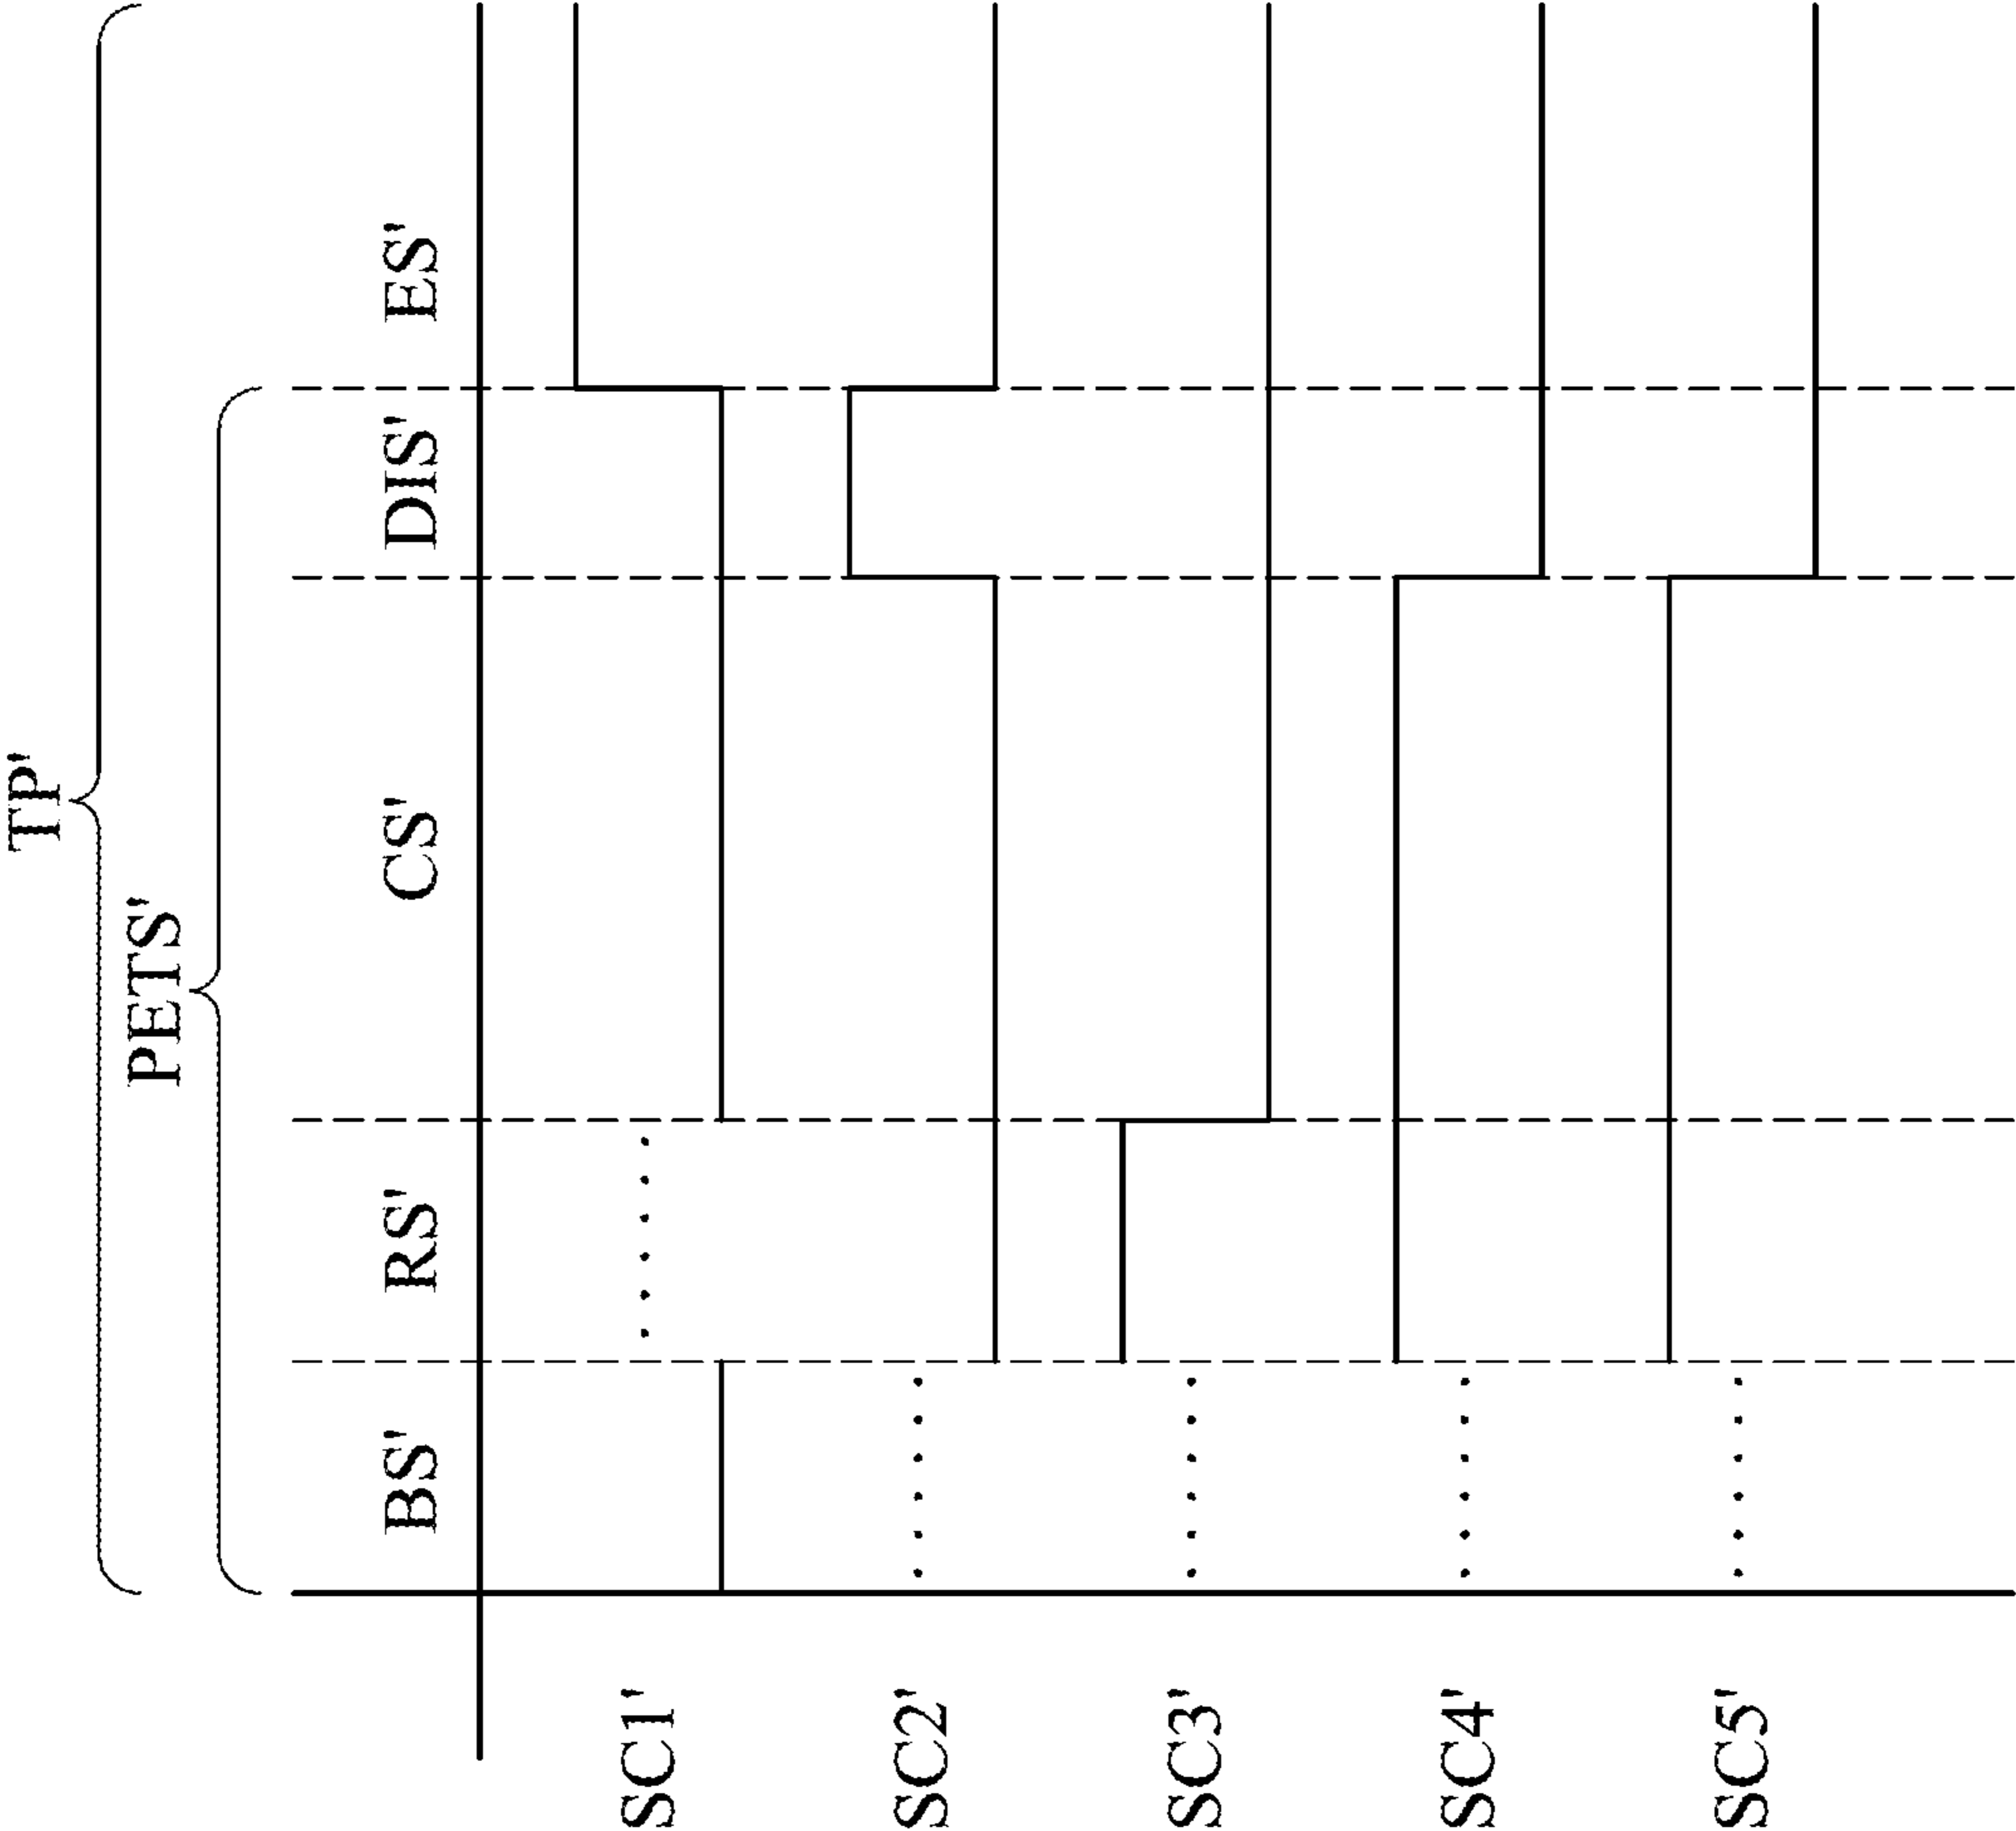 TP'
PETS'
BS' RS' CS' DIS' ES'
SC1'
SC2'
SC3'
SC4'
SC5'